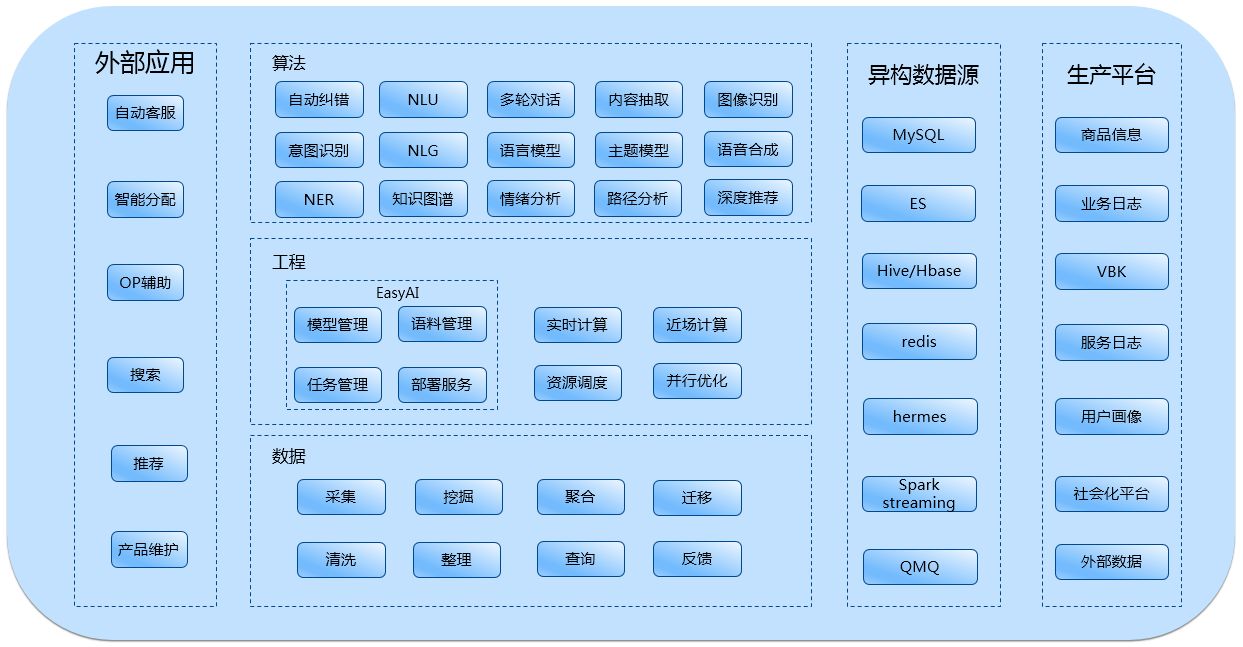 外部应用
自动客服
智能分配
OP辅助
搜索
推荐
产品维护
算法
自动纠错
NLU
多轮对话
内容抽取
图像识别
意图识别
NLG
语言模型
主题模型
语音合成
NER
知识图谱
情绪分析
路径分析
深度推荐
工程
EasyAI
模型管理
语料管理
任务管理
部署服务
实时计算
近场计算
资源调度
并行优化
数据
采集
挖掘
聚合
迁移
清洗
整理
查询
反馈
异构数据源
MySQL
ES
Hive/Hbase
redis
hermes
Spark
streaming
QMQ
生产平台
商品信息
业务日志
VBK
服务日志
用户画像
社会化平台
外部数据